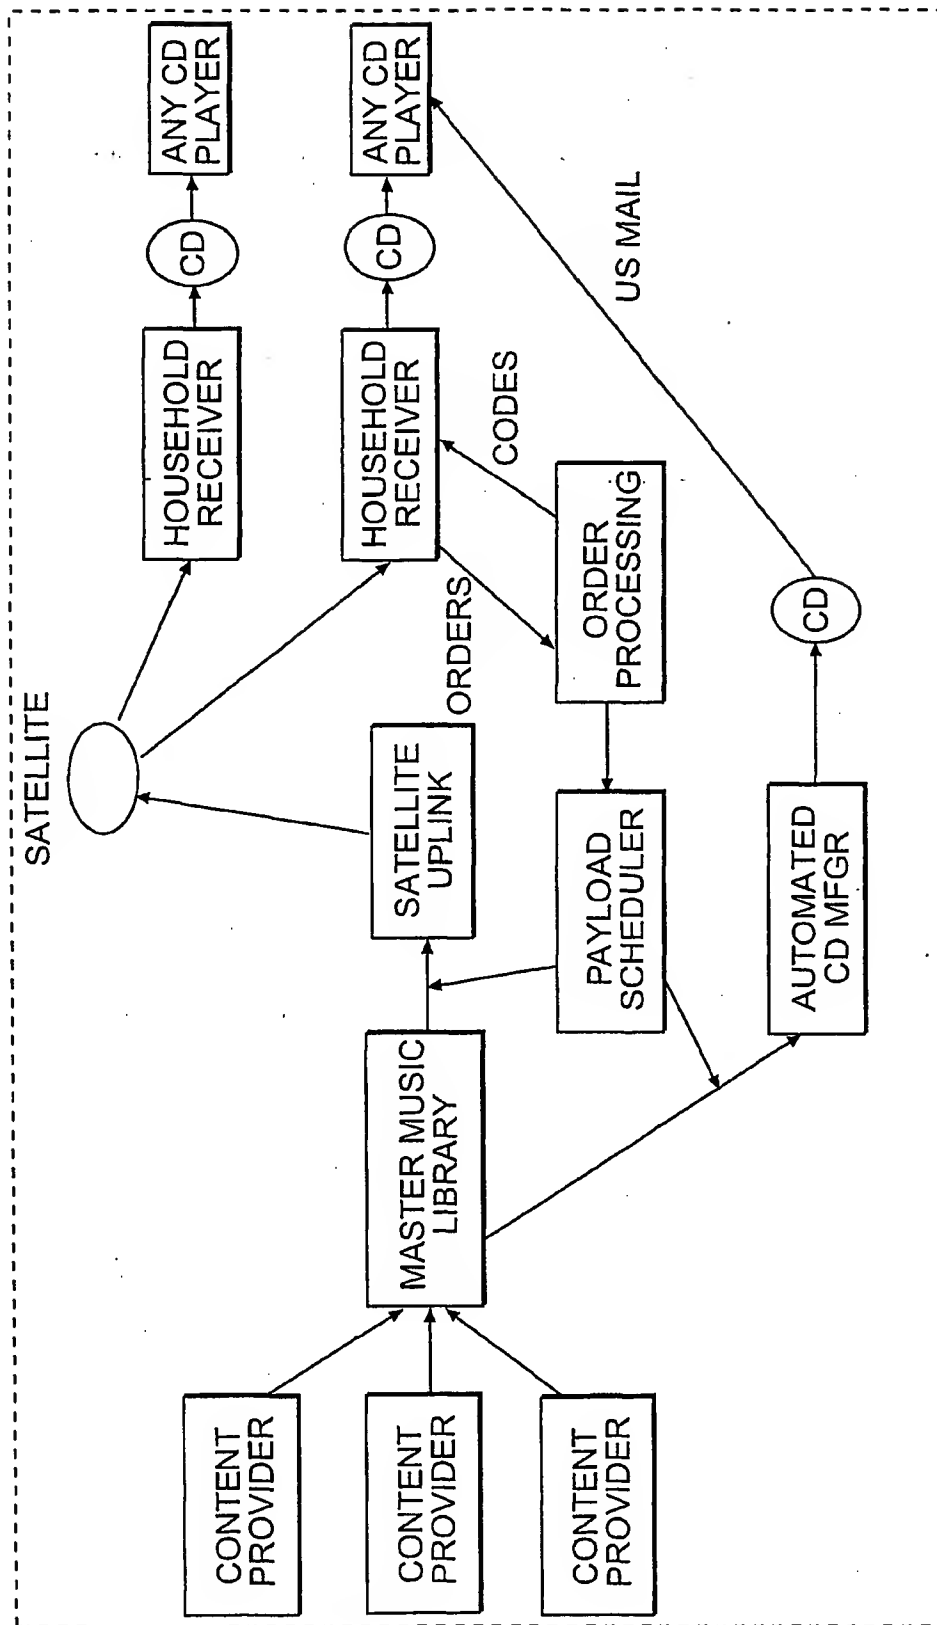 CONTENT
PROVIDER
CONTENT
PROVIDER
CONTENT
PROVIDER
MASTER MUSIC
LIBRARY
SATELLITE
SATELLITE
UPLINK
PAYLOAD
SCHEDULER
AUTOMATED
CD MFGR
ORDERS
ORDER
PROCESSING
CODES
CD
US MAIL
HOUSEHOLD
RECEIVER
HOUSEHOLD
RECEIVER
CD
CD
ANY CD
PLAYER
ANY CD
PLAYER